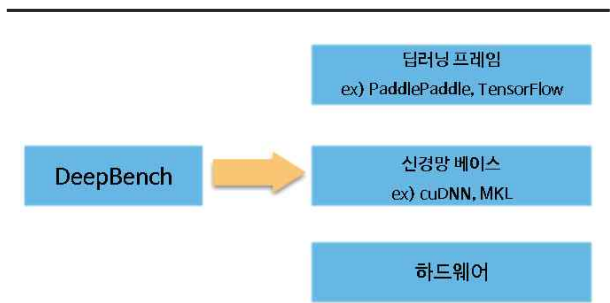 딥러닝 프레임
ex) PaddlePaddle, TensorFlow
DeepBench
신경망 베이스
ex) cuDNN, MKL
하드웨어